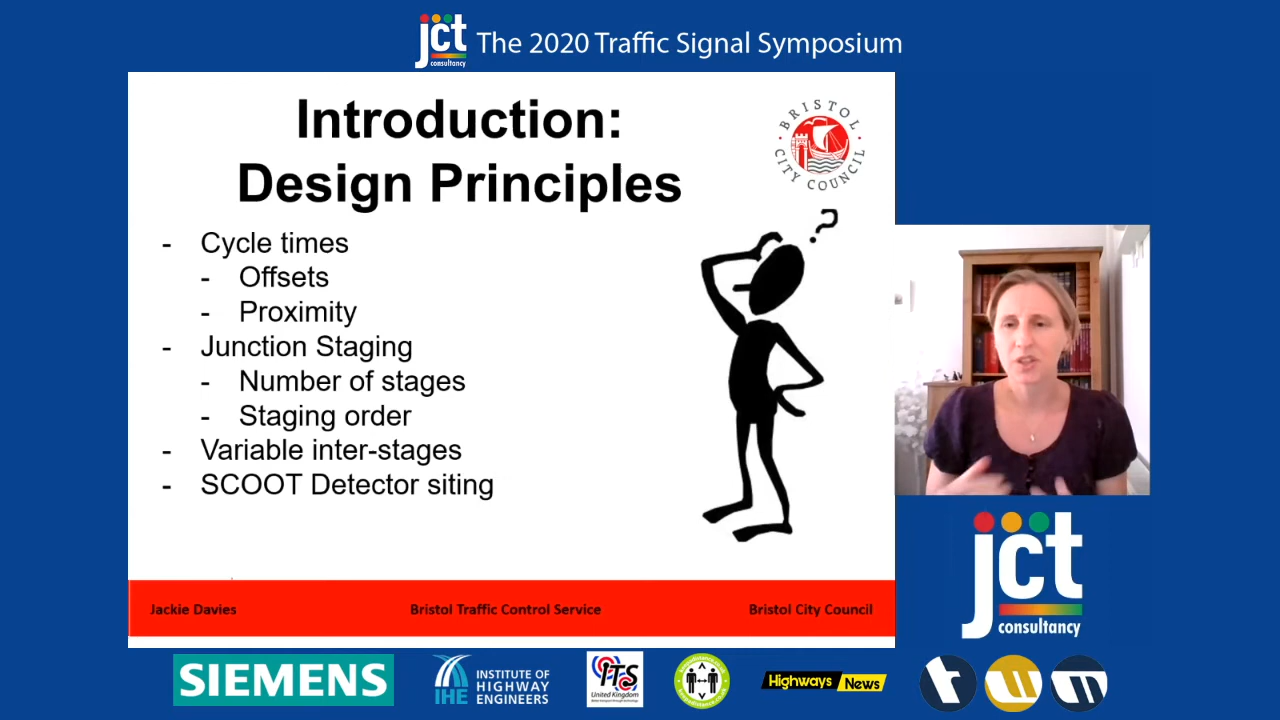 jct consultancy The 2020 Traffic Signal Symposium
Introduction:
Design Principles
BRISTOL CITY COUNCIL
?
- Cycle times
- Offsets
- Proximity
- Junction Staging
- Number of stages
- Staging order
- Variable inter-stages
- SCOOT Detector siting
Jackie Davies Bristol Traffic Control Service Bristol City Council
jct
consultancy
SIEMENS
IHE INSTITUTE OF
HIGHWAY
ENGINEERS
ITS
United Kingdom
Highways News